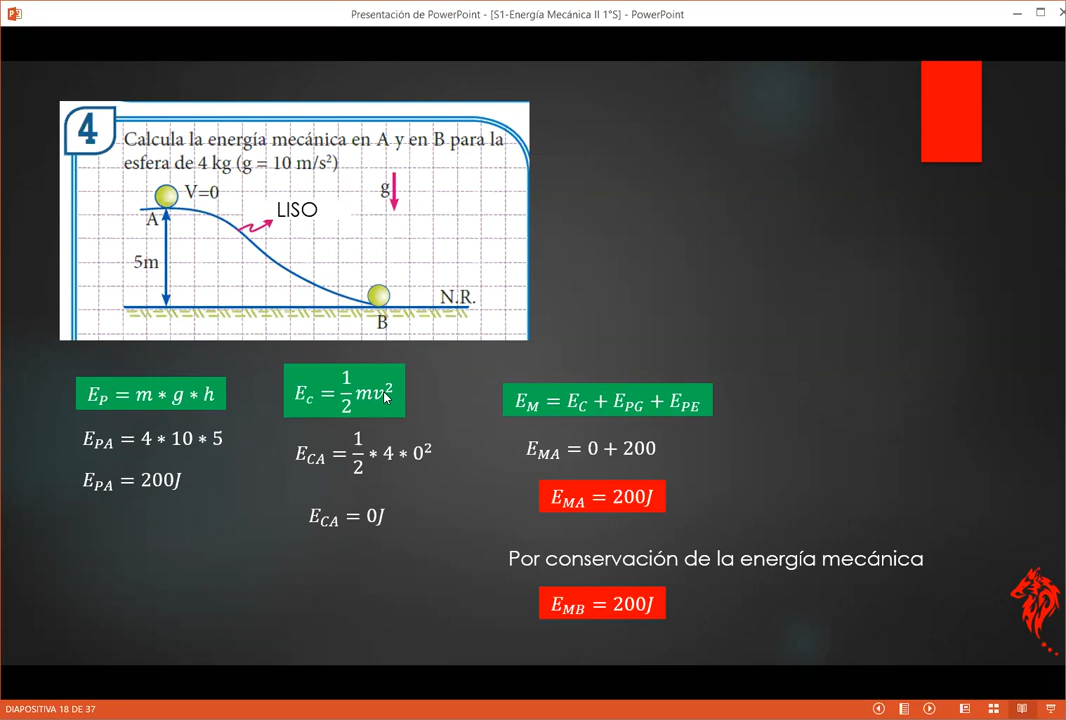 Presentación de PowerPoint - [S1-Energía Mecánica II 1°S] - PowerPoint
4
Calcula la energía mecánica en A y en B para la
esfera de 4 kg (g = 10 m/s²)
V=0
g
LISO
A
5m
N.R.
B
E_P = m * g * h
E_PA = 4 * 10 * 5
E_PA = 200J
E_c = 1/2 mv²
E_CA = 1/2 * 4 * 0²
E_CA = 0J
E_M = E_C + E_PG + E_PE
E_MA = 0 + 200
E_MA = 200J
Por conservación de la energía mecánica
E_MB = 200J
DIAPOSITIVA 18 DE 37